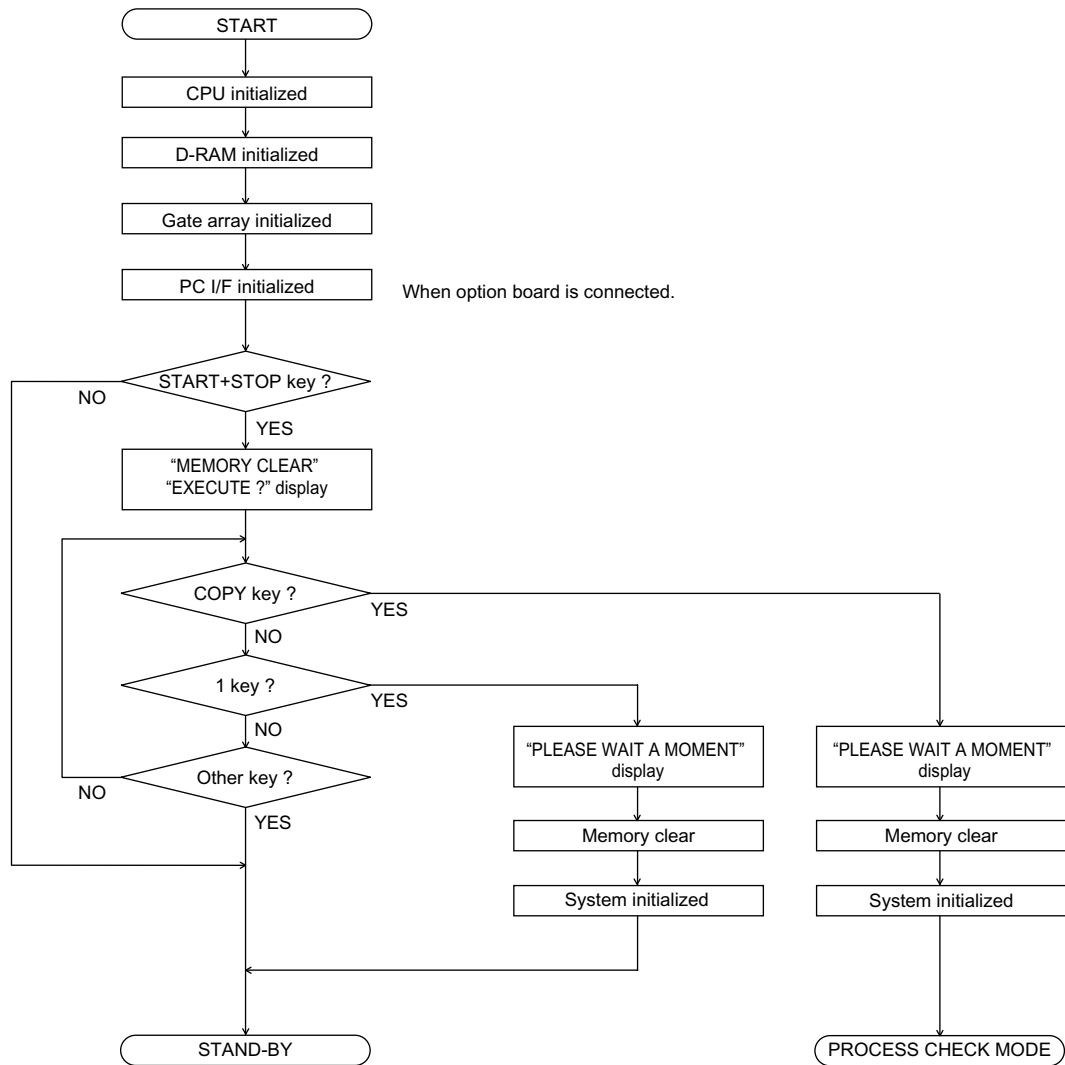 START
CPU initialized
D-RAM initialized
Gate array initialized
PC I/F initialized
When option board is connected.
START+STOP key ?
NO
YES
“MEMORY CLEAR”
“EXECUTE ?” display
COPY key ?
YES
NO
1 key ?
YES
NO
Other key ?
NO
YES
“PLEASE WAIT A MOMENT”
display
Memory clear
System initialized
“PLEASE WAIT A MOMENT”
display
Memory clear
System initialized
STAND-BY
PROCESS CHECK MODE